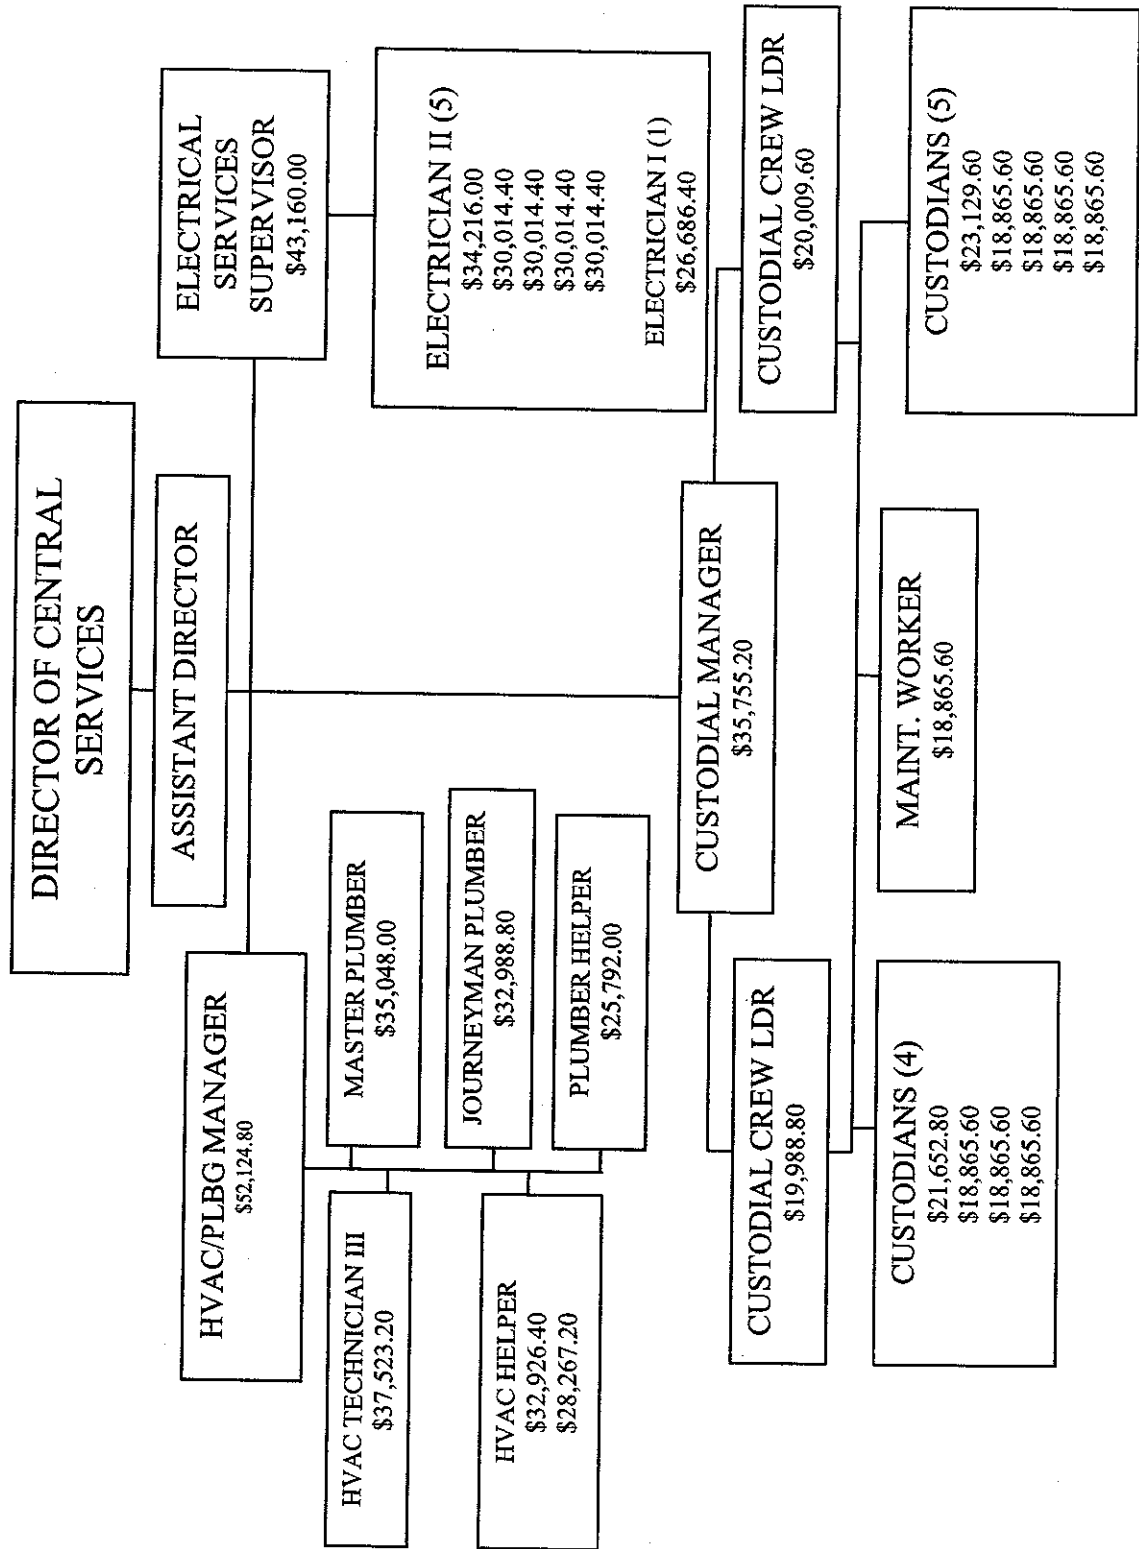 DIRECTOR OF CENTRAL
SERVICES
ASSISTANT DIRECTOR
HVAC/PLBG MANAGER
$52,124.80
ELECTRICAL
SERVICES
SUPERVISOR
$43,160.00
HVAC TECHNICIAN III
$37,523.20
MASTER PLUMBER
$35,048.00
JOURNEYMAN PLUMBER
$32,988.80
HVAC HELPER
$32,926.40
$28,267.20
PLUMBER HELPER
$25,792.00
ELECTRICIAN II (5)
$34,216.00
$30,014.40
$30,014.40
$30,014.40
$30,014.40
ELECTRICIAN I (1)
$26,686.40
CUSTODIAL MANAGER
$35,755.20
CUSTODIAL CREW LDR
$19,988.80
CUSTODIAL CREW LDR
$20,009.60
CUSTODIANS (4)
$21,652.80
$18,865.60
$18,865.60
$18,865.60
MAINT. WORKER
$18,865.60
CUSTODIANS (5)
$23,129.60
$18,865.60
$18,865.60
$18,865.60
$18,865.60